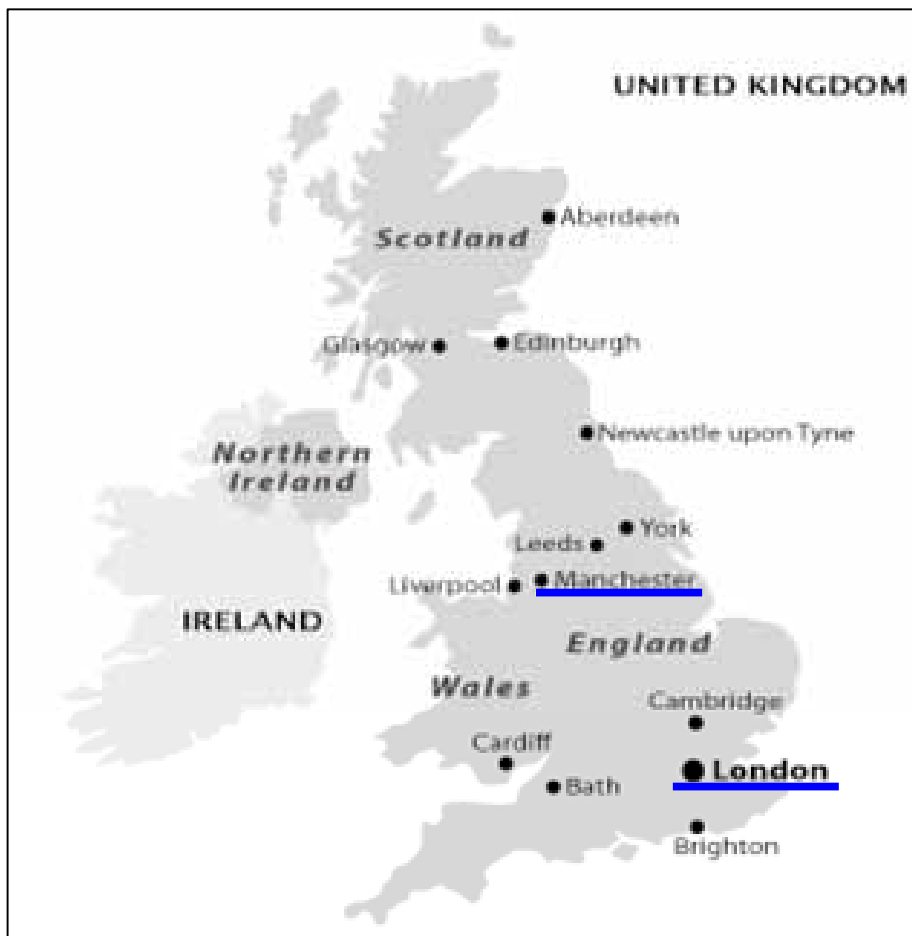 UNITED KINGDOM
Aberdeen
Scotland
Glasgow
Edinburgh
Newcastle upon Tyne
Northern
Ireland
York
Leeds
Manchester
Liverpool
IRELAND
England
Wales
Cambridge
Cardiff
London
Bath
Brighton